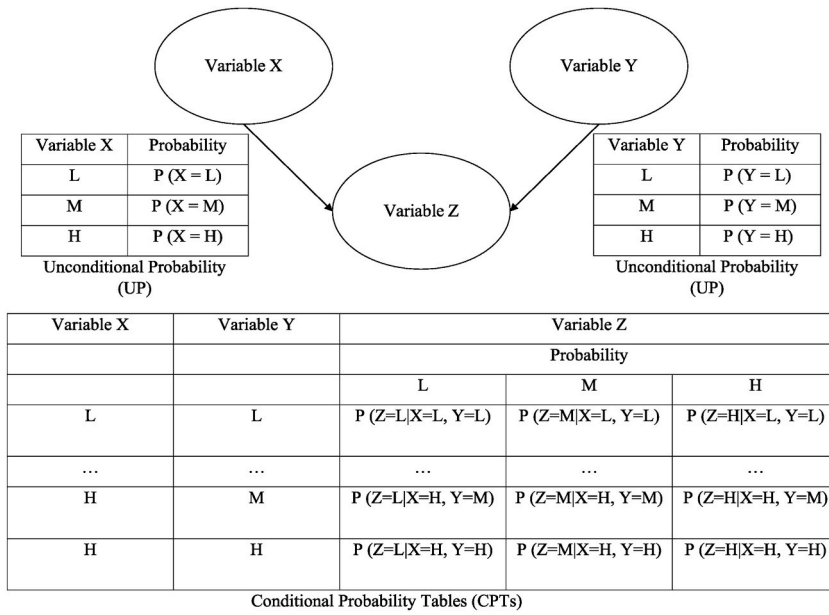 Variable X
Variable Y
Variable Z
Variable X Probability
L P (X = L)
M P (X = M)
H P (X = H)
Unconditional Probability
(UP)
Variable Y Probability
L P (Y = L)
M P (Y = M)
H P (Y = H)
Unconditional Probability
(UP)
Variable X Variable Y Variable Z
Probability
L M H
L L P (Z=L|X=L, Y=L) P (Z=M|X=L, Y=L) P (Z=H|X=L, Y=L)
... ... ... ... ...
H M P (Z=L|X=H, Y=M) P (Z=M|X=H, Y=M) P (Z=H|X=H, Y=M)
H H P (Z=L|X=H, Y=H) P (Z=M|X=H, Y=H) P (Z=H|X=H, Y=H)
Conditional Probability Tables (CPTs)